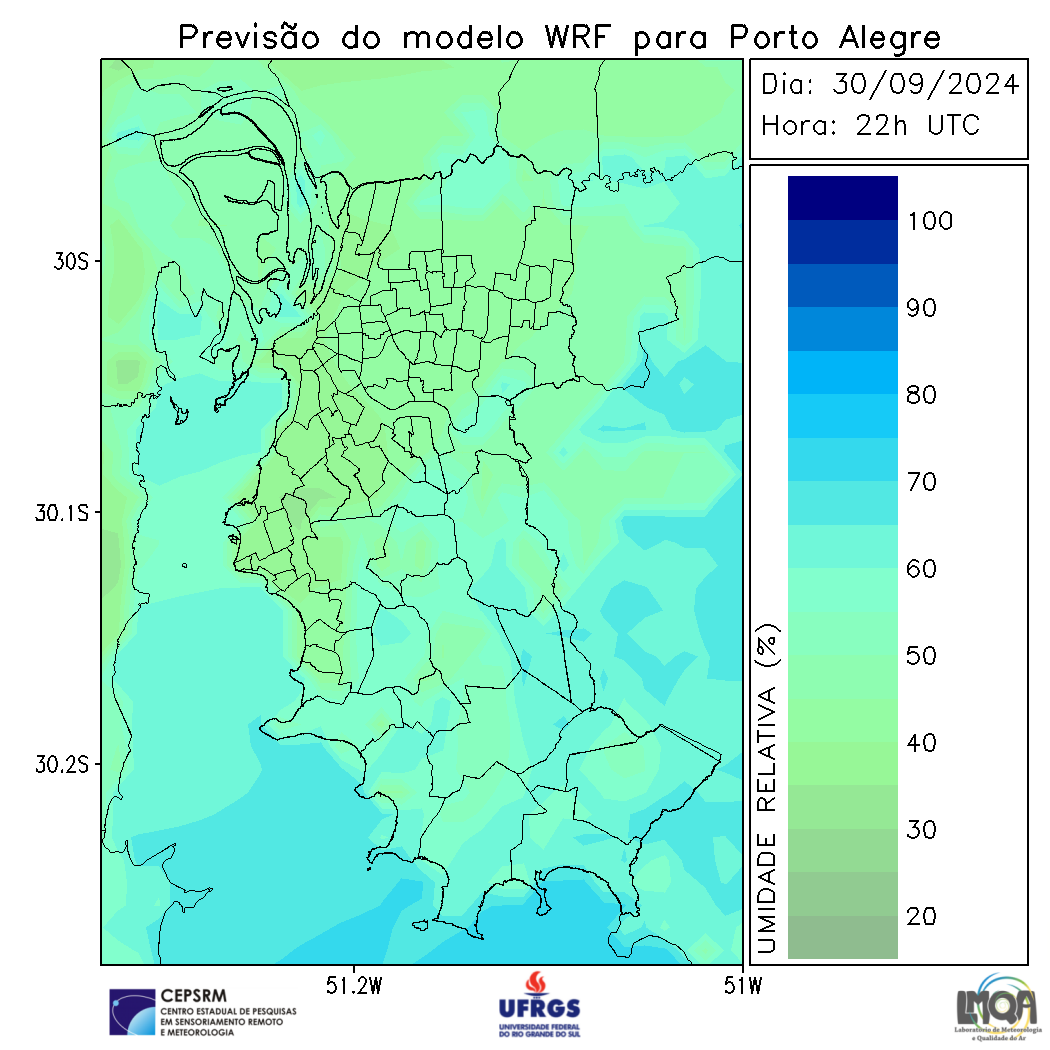 Previsão do modelo WRF para Porto Alegre
Dia: 30/09/2024
Hora: 22h UTC
30S
30.1S
30.2S
51.2W
51W
UMIDADE RELATIVA (%)
100
90
80
70
60
50
40
30
20
CEPSRM
CENTRO ESTADUAL DE PESQUISAS
EM SENSORIAMENTO REMOTO
E METEOROLOGIA
UFRGS
UNIVERSIDADE FEDERAL
DO RIO GRANDE DO SUL
LMQA
Laboratório de Meteorologia
e Qualidade do Ar